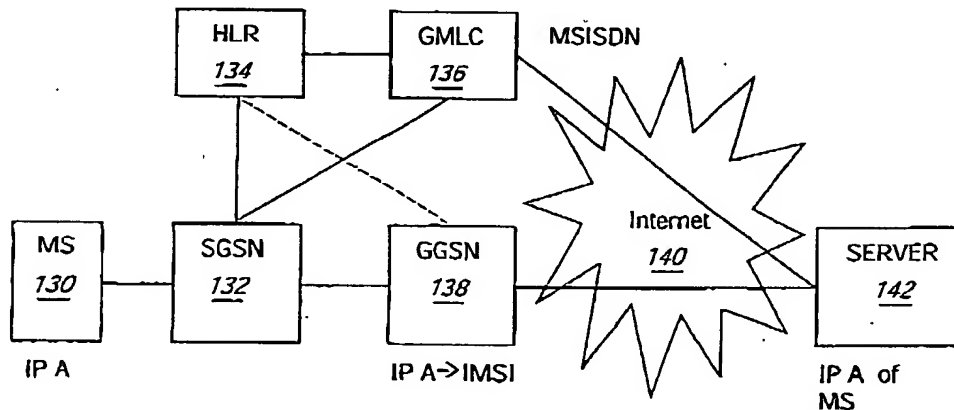 HLR
134
GMLC
136
MSISDN
MS
130
SGSN
132
GGSN
138
Internet
140
SERVER
142
IP A
IP A->IMSI
IP A of
MS